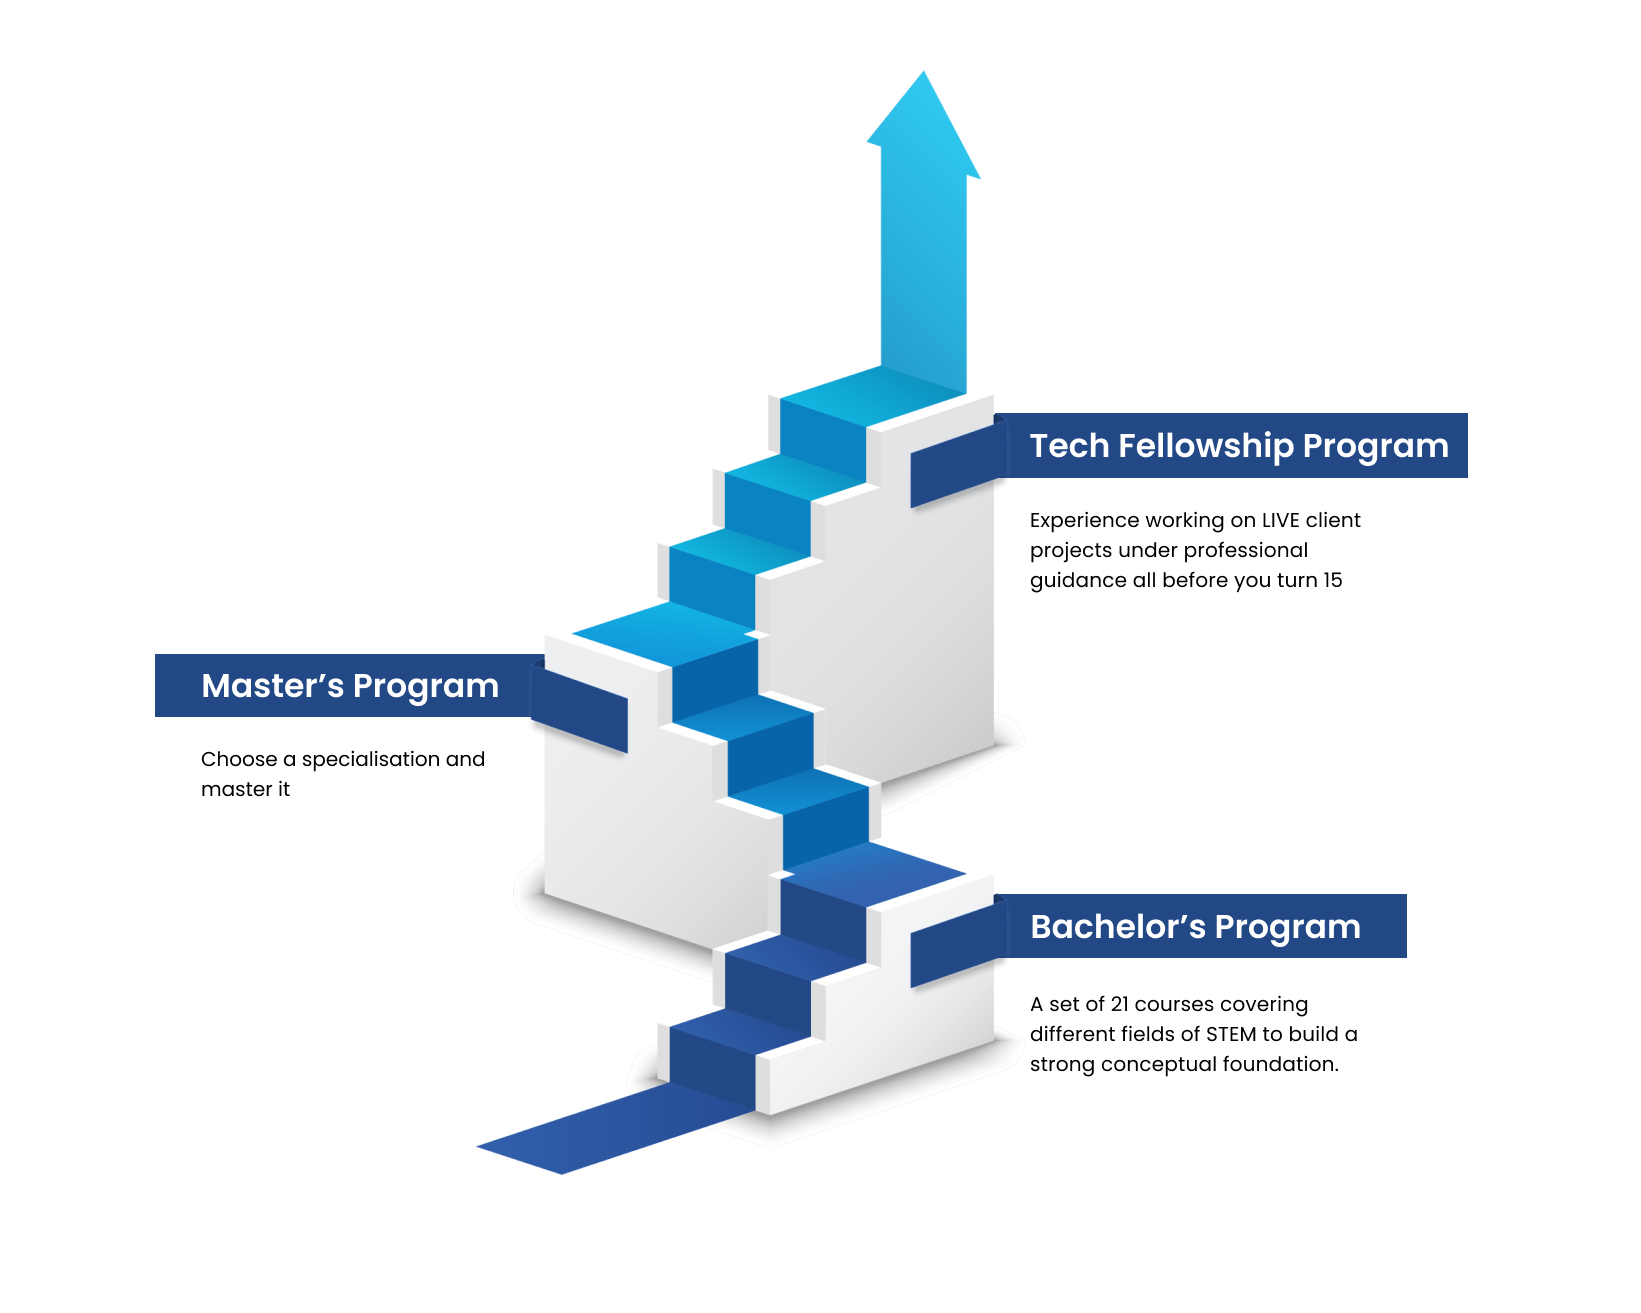 Tech Fellowship Program
Experience working on LIVE client
projects under professional
guidance all before you turn 15
Master’s Program
Choose a specialisation and
master it
Bachelor’s Program
A set of 21 courses covering
different fields of STEM to build a
strong conceptual foundation.